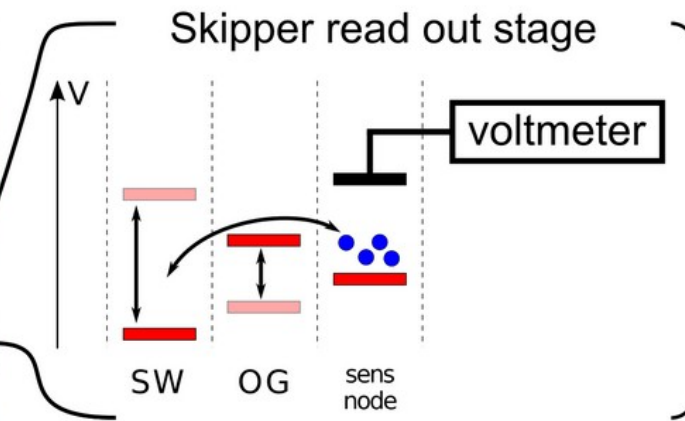 Skipper read out stage
V
voltmeter
SW
OG
sens
node